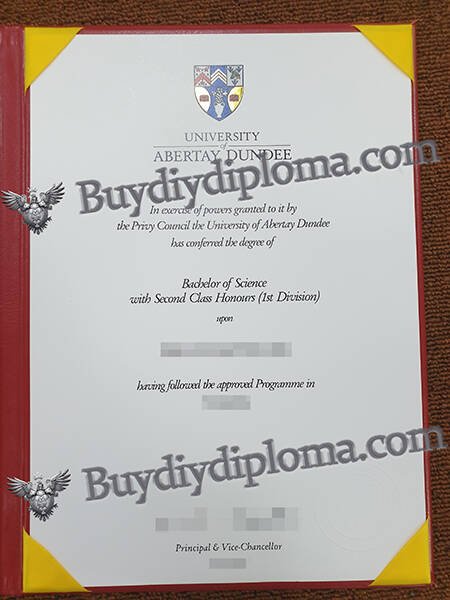 UNIVERSITY
of
ABERTAY DUNDEE
Buydiydiploma.com
In exercise of powers granted to it by
the Privy Council the University of Abertay Dundee
has conferred the degree of
Bachelor of Science
with Second Class Honours (1st Division)
upon
having followed the approved Programme in
Buydiydiploma.com
Principal & Vice-Chancellor